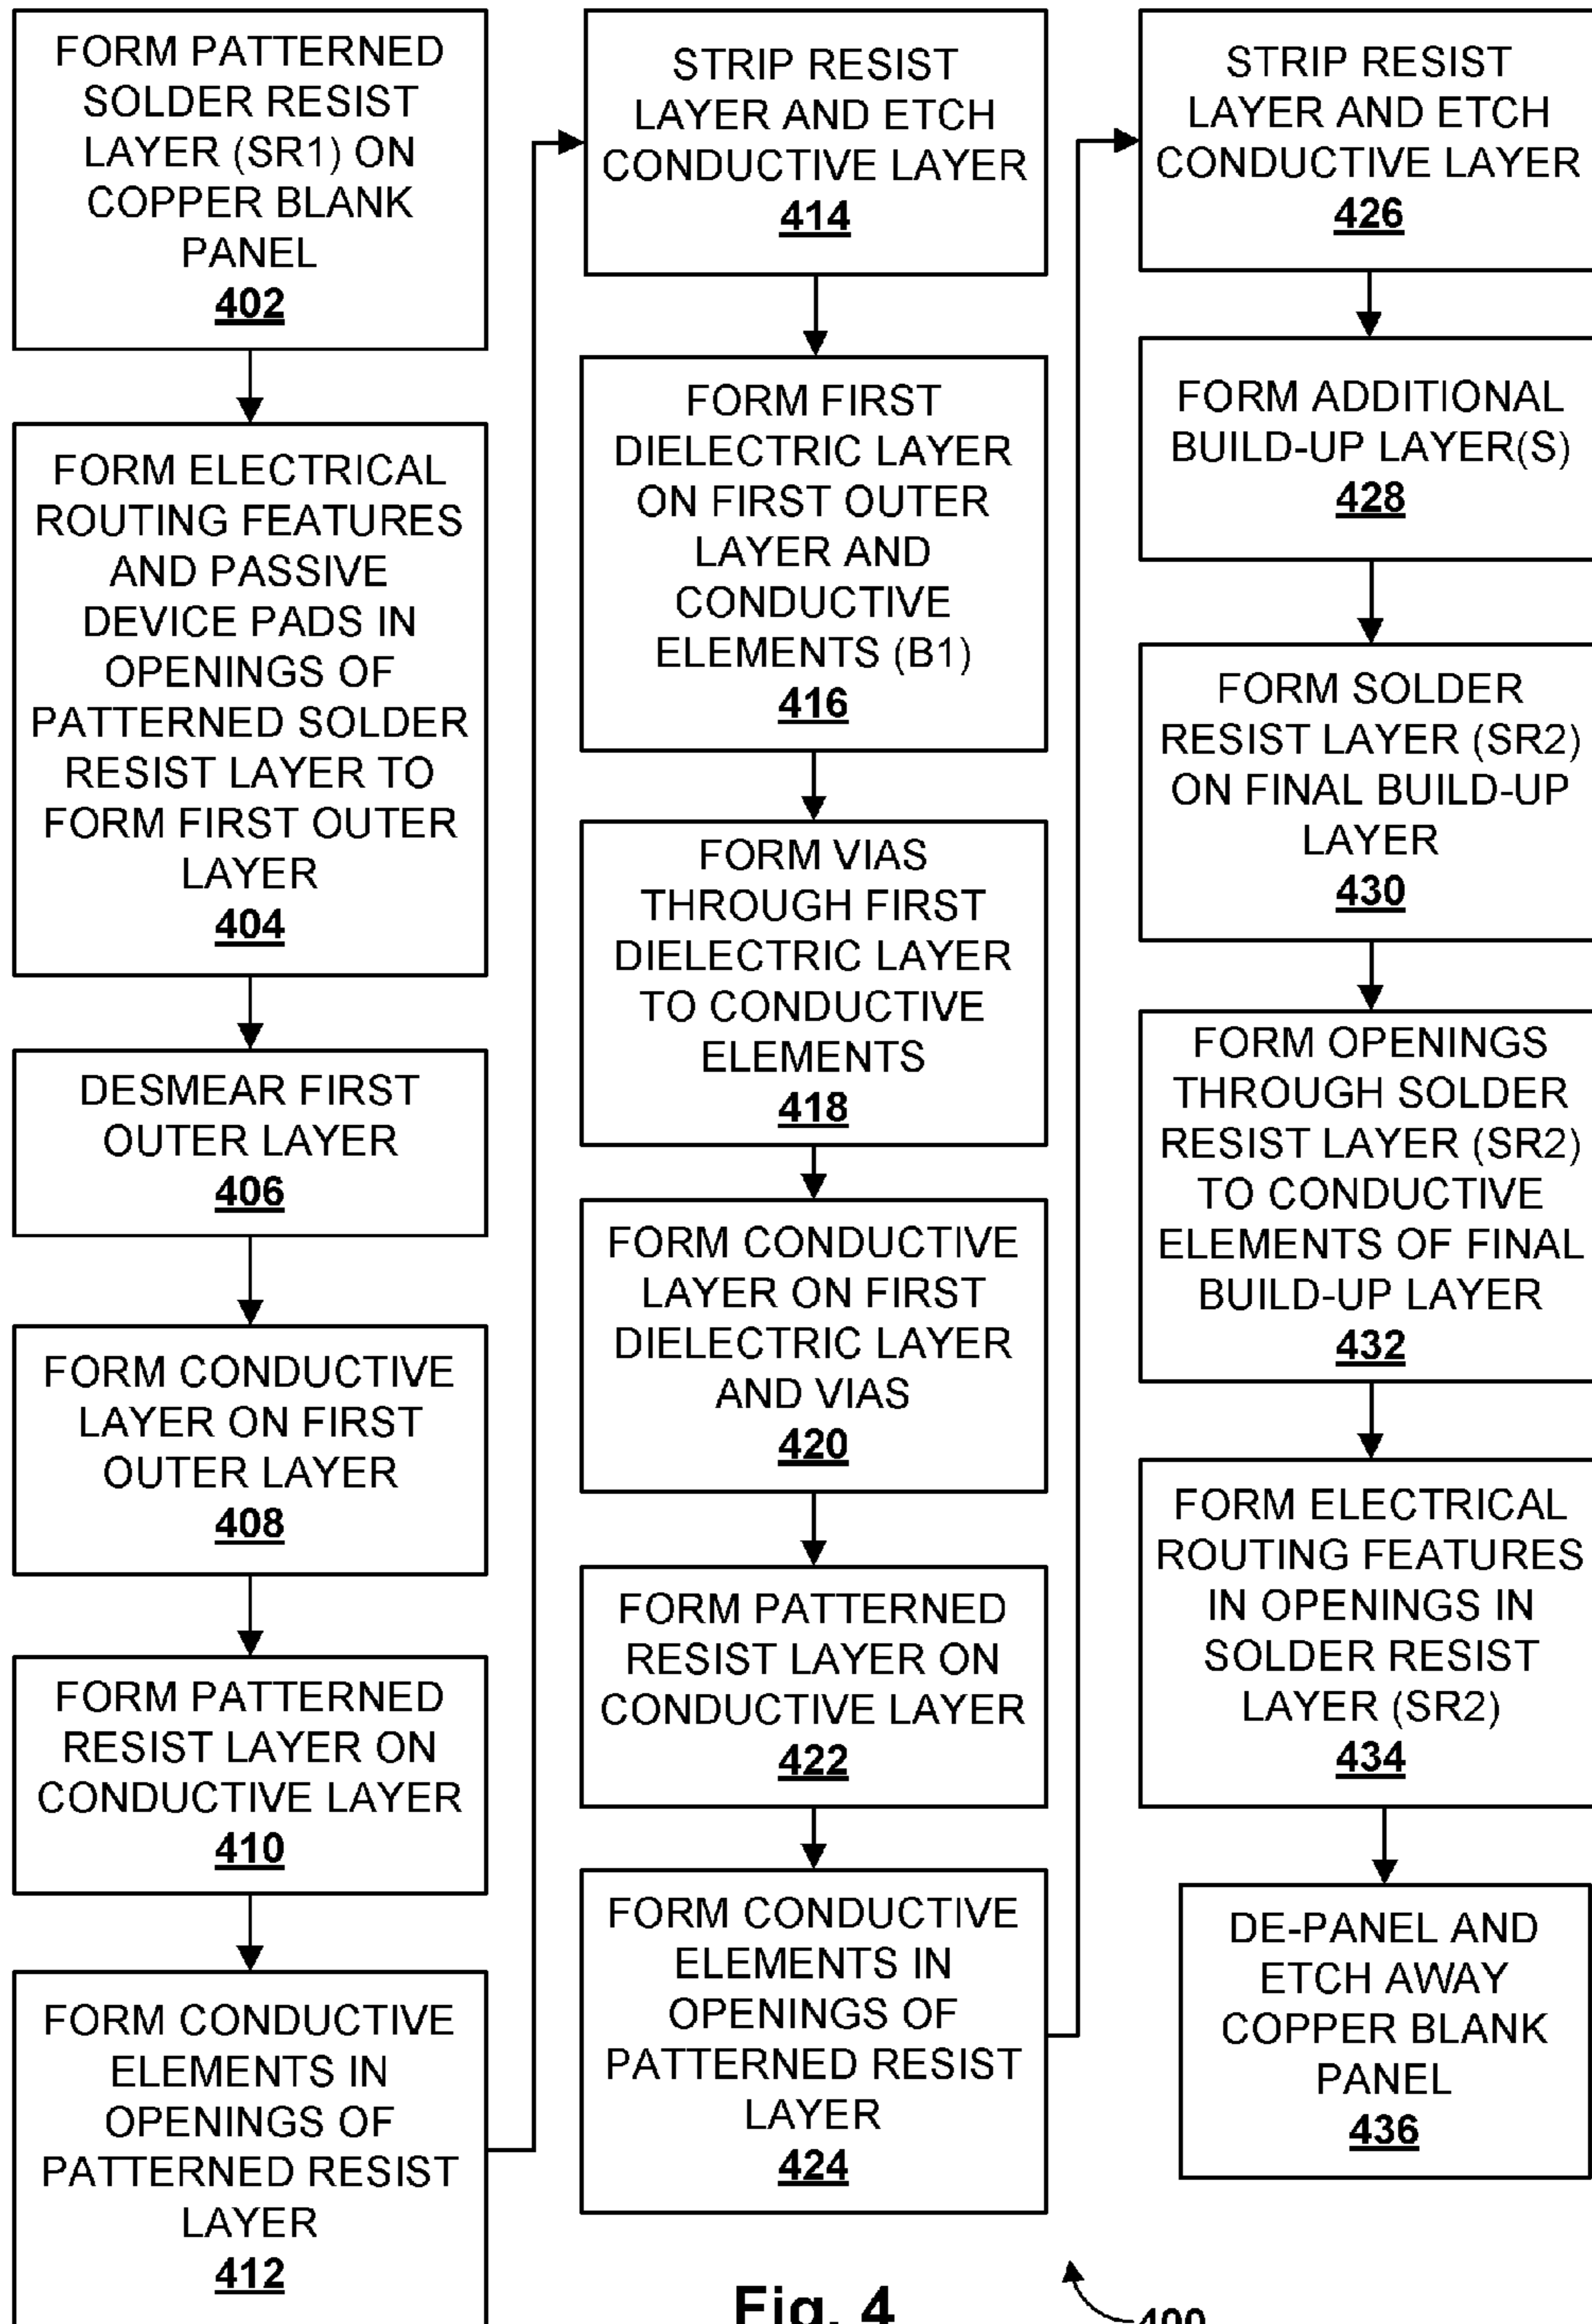 FORM PATTERNED
SOLDER RESIST
LAYER (SR1) ON
COPPER BLANK
PANEL
402
FORM ELECTRICAL
ROUTING FEATURES
AND PASSIVE
DEVICE PADS IN
OPENINGS OF
PATTERNED SOLDER
RESIST LAYER TO
FORM FIRST OUTER
LAYER
404
DESMEAR FIRST
OUTER LAYER
406
FORM CONDUCTIVE
LAYER ON FIRST
OUTER LAYER
408
FORM PATTERNED
RESIST LAYER ON
CONDUCTIVE LAYER
410
FORM CONDUCTIVE
ELEMENTS IN
OPENINGS OF
PATTERNED RESIST
LAYER
412
STRIP RESIST
LAYER AND ETCH
CONDUCTIVE LAYER
414
FORM FIRST
DIELECTRIC LAYER
ON FIRST OUTER
LAYER AND
CONDUCTIVE
ELEMENTS (B1)
416
FORM VIAS
THROUGH FIRST
DIELECTRIC LAYER
TO CONDUCTIVE
ELEMENTS
418
FORM CONDUCTIVE
LAYER ON FIRST
DIELECTRIC LAYER
AND VIAS
420
FORM PATTERNED
RESIST LAYER ON
CONDUCTIVE LAYER
422
FORM CONDUCTIVE
ELEMENTS IN
OPENINGS OF
PATTERNED RESIST
LAYER
424
STRIP RESIST
LAYER AND ETCH
CONDUCTIVE LAYER
426
FORM ADDITIONAL
BUILD-UP LAYER(S)
428
FORM SOLDER
RESIST LAYER (SR2)
ON FINAL BUILD-UP
LAYER
430
FORM OPENINGS
THROUGH SOLDER
RESIST LAYER (SR2)
TO CONDUCTIVE
ELEMENTS OF FINAL
BUILD-UP LAYER
432
FORM ELECTRICAL
ROUTING FEATURES
IN OPENINGS IN
SOLDER RESIST
LAYER (SR2)
434
DE-PANEL AND
ETCH AWAY
COPPER BLANK
PANEL
436
Fig. 4
400